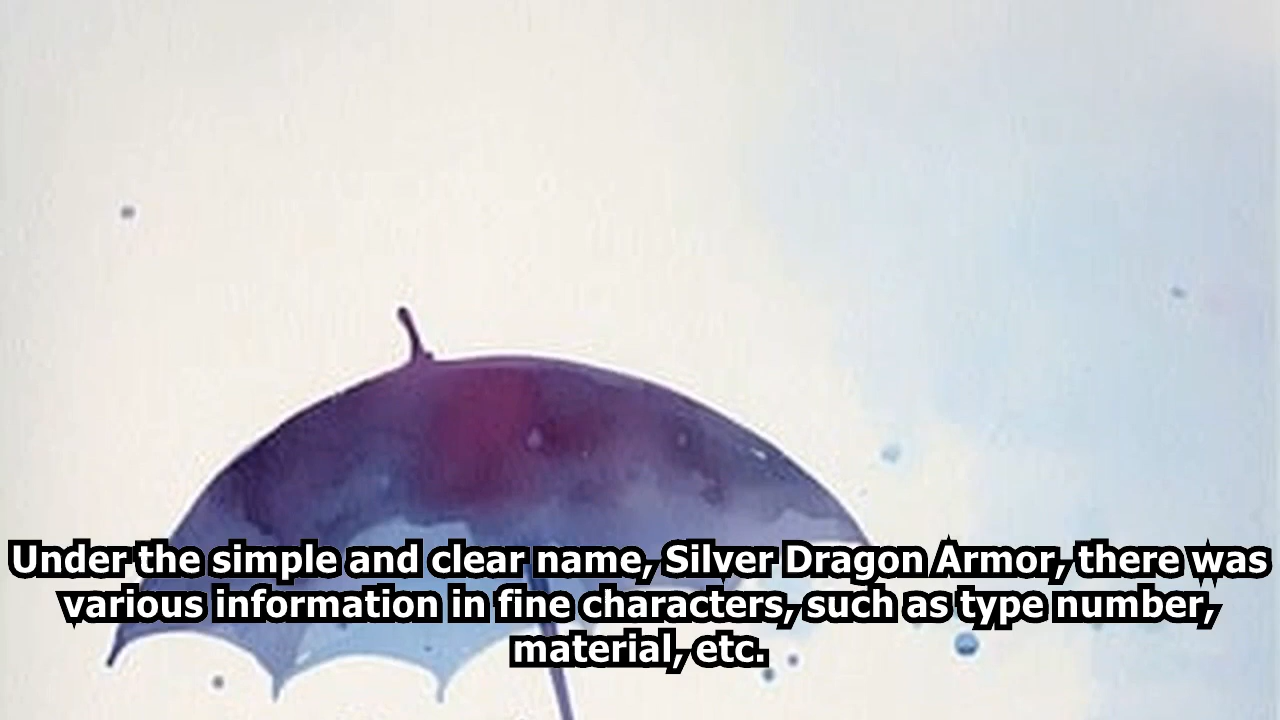 Under the simple and clear name, Silver Dragon Armor, there was
various information in fine characters, such as type number,
material, etc.